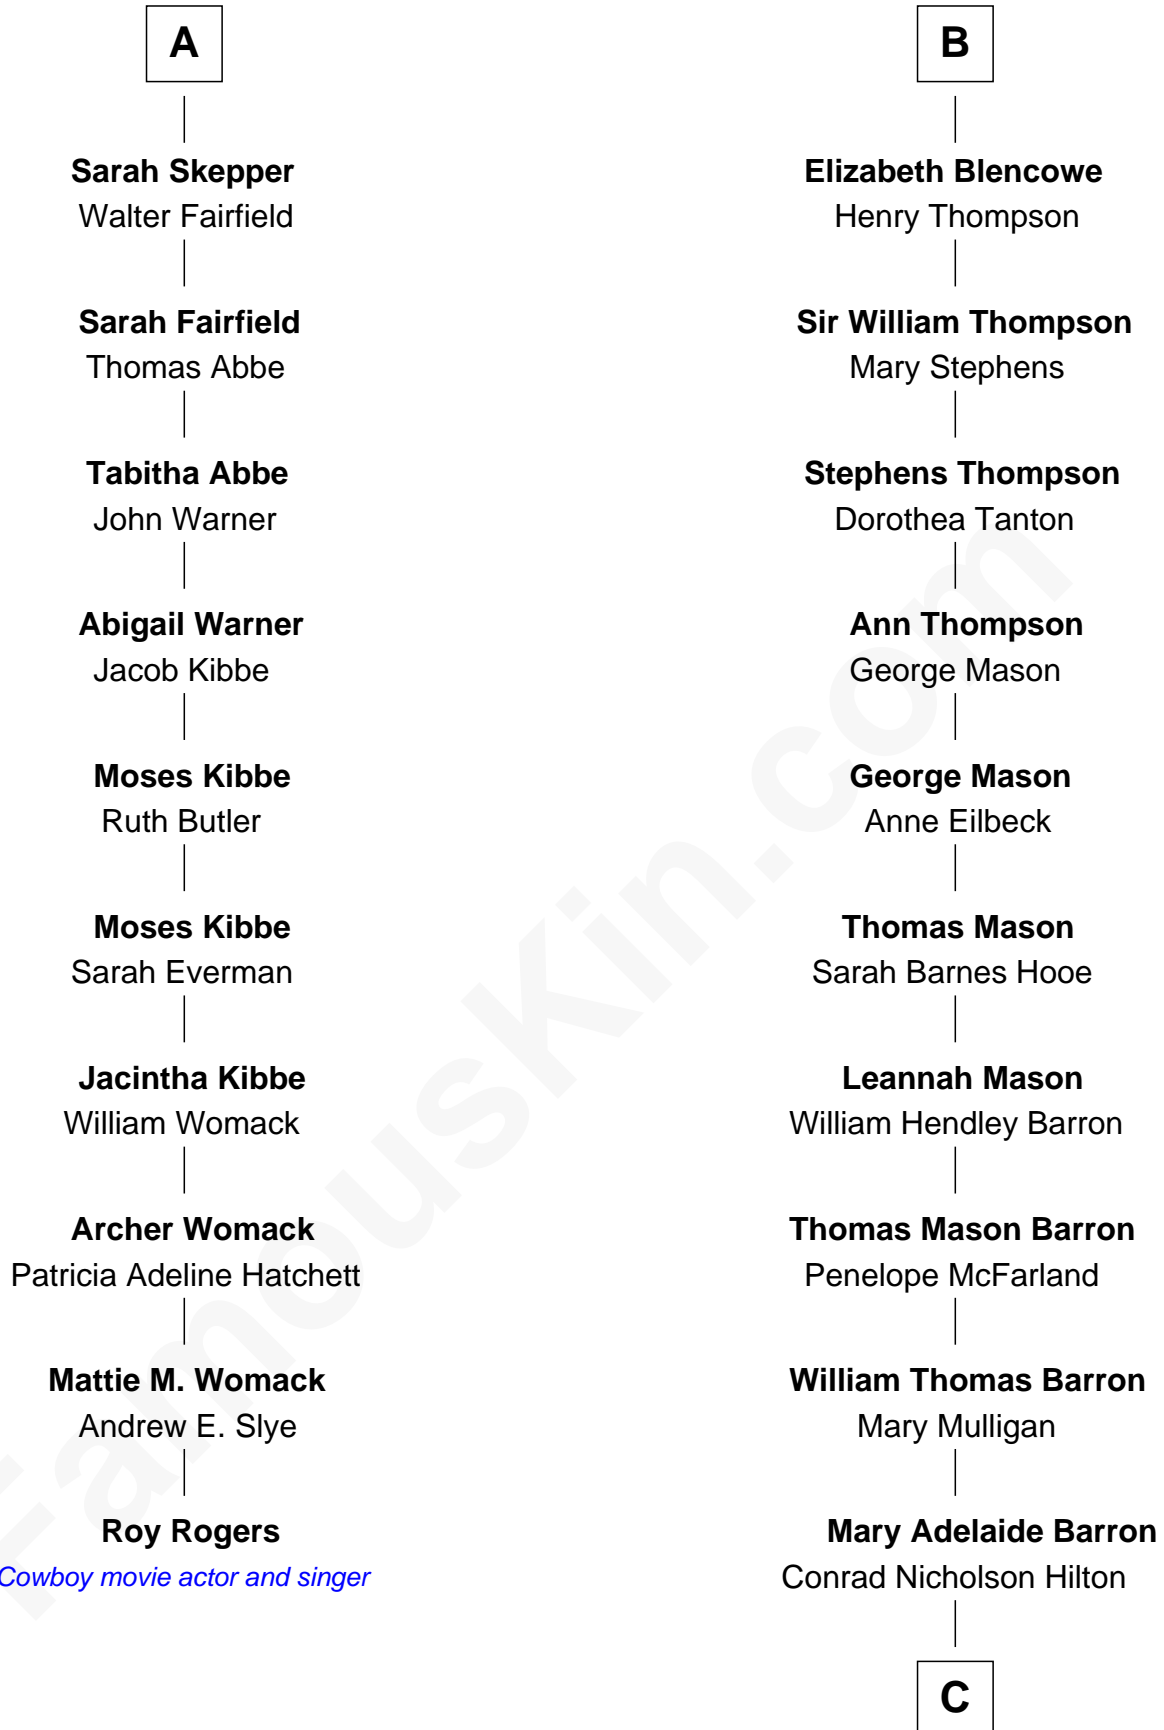 A
Sarah Skepper
Walter Fairfield
Sarah Fairfield
Thomas Abbe
Tabitha Abbe
John Warner
Abigail Warner
Jacob Kibbe
Moses Kibbe
Ruth Butler
Moses Kibbe
Sarah Everman
Jacintha Kibbe
William Womack
Archer Womack
Patricia Adeline Hatchett
Mattie M. Womack
Andrew E. Slye
Roy Rogers
Cowboy movie actor and singer
B
Elizabeth Blencowe
Henry Thompson
Sir William Thompson
Mary Stephens
Stephens Thompson
Dorothea Tanton
Ann Thompson
George Mason
George Mason
Anne Eilbeck
Thomas Mason
Sarah Barnes Hooe
Leannah Mason
William Hendley Barron
Thomas Mason Barron
Penelope McFarland
William Thomas Barron
Mary Mulligan
Mary Adelaide Barron
Conrad Nicholson Hilton
C
FamousKin.com